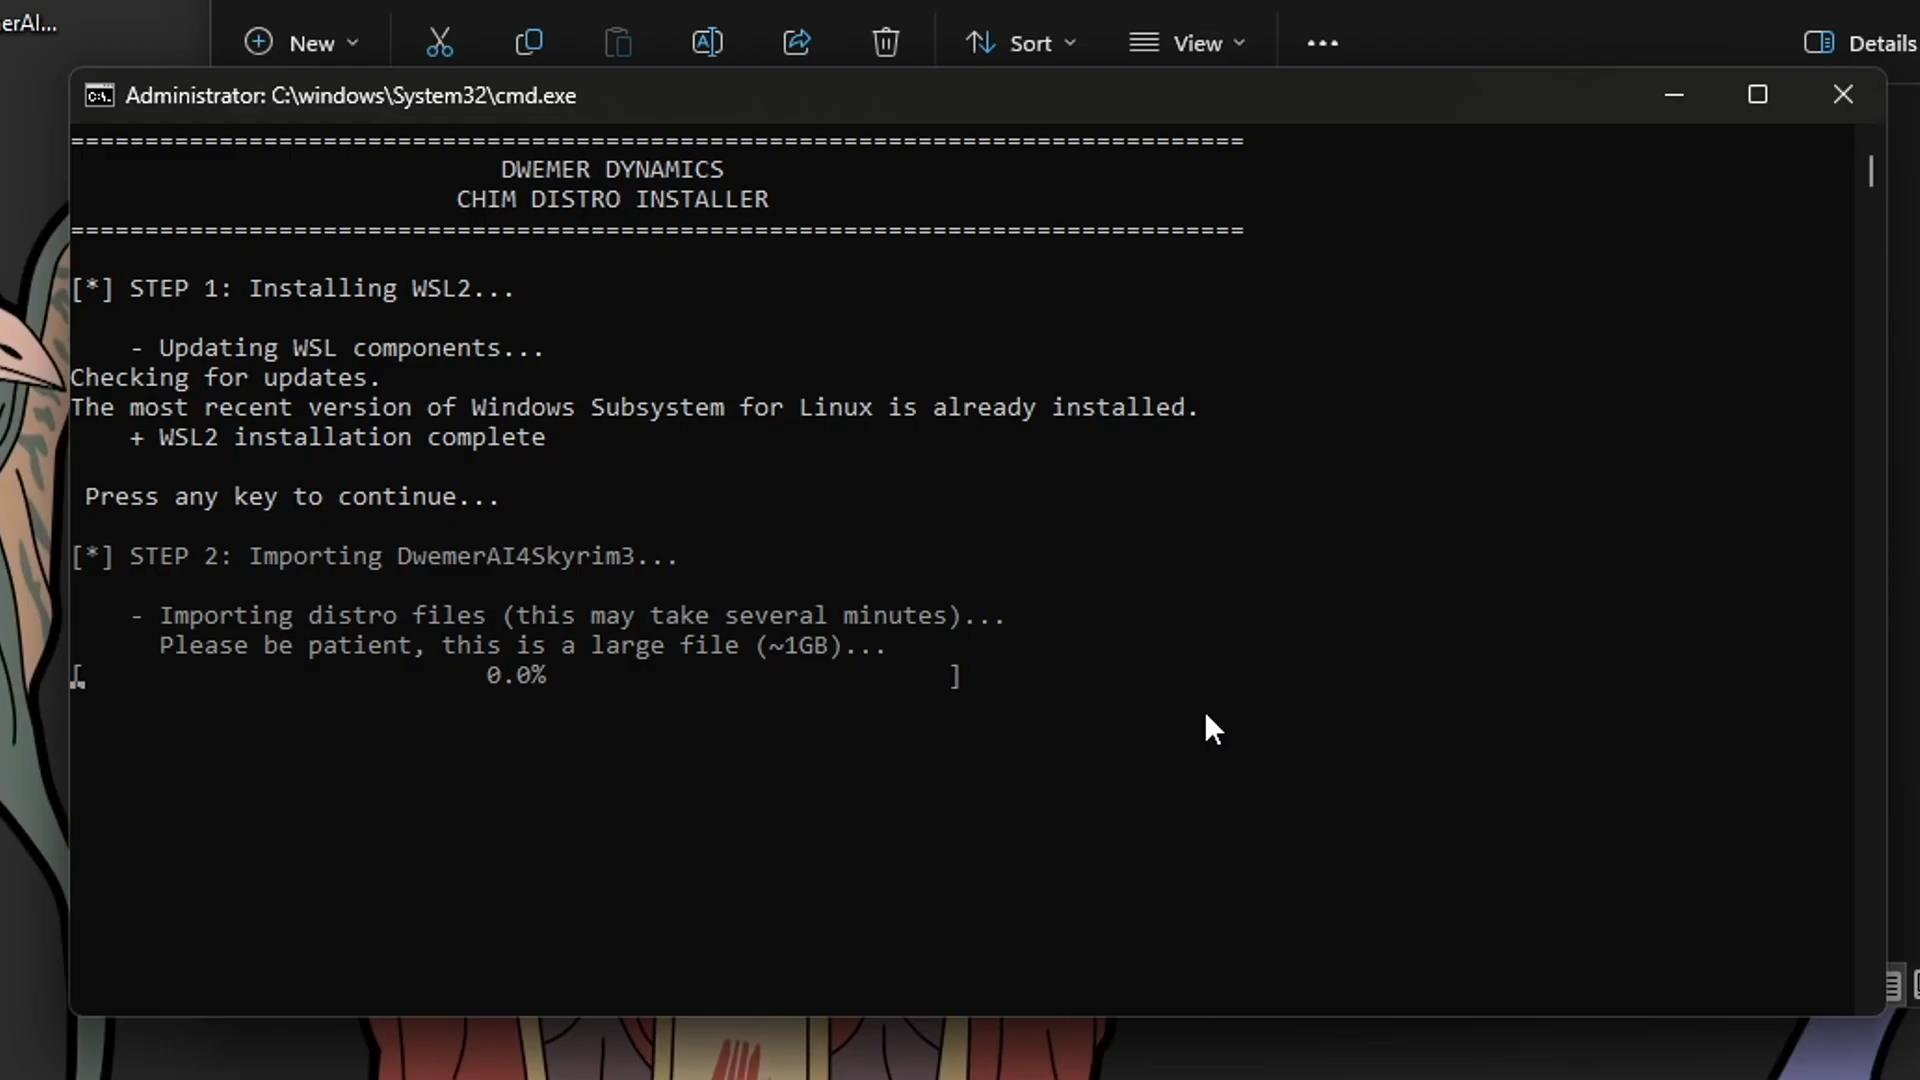 erAI...
New
Sort
View
Details
Administrator: C:\windows\System32\cmd.exe
===============================================================================
DWEMER DYNAMICS
CHIM DISTRO INSTALLER
===============================================================================
[*] STEP 1: Installing WSL2...
- Updating WSL components...
Checking for updates.
The most recent version of Windows Subsystem for Linux is already installed.
+ WSL2 installation complete
Press any key to continue...
[*] STEP 2: Importing DwemerAI4Skyrim3...
- Importing distro files (this may take several minutes)...
Please be patient, this is a large file (~1GB)...
[ 0.0% ]